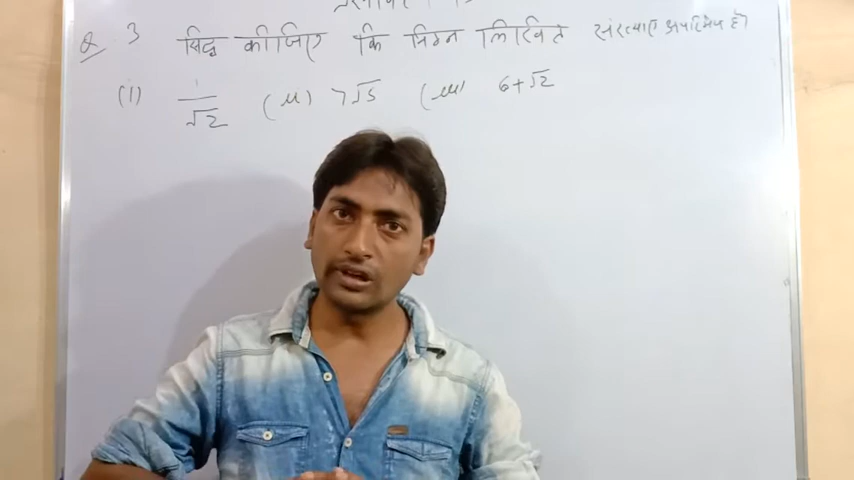 Q 3 सिद्ध कीजिए कि निम्न लिखित संख्याए अपरिमेय है।
(i) 1/√2 (ii) 7√5 (iii) 6+√2